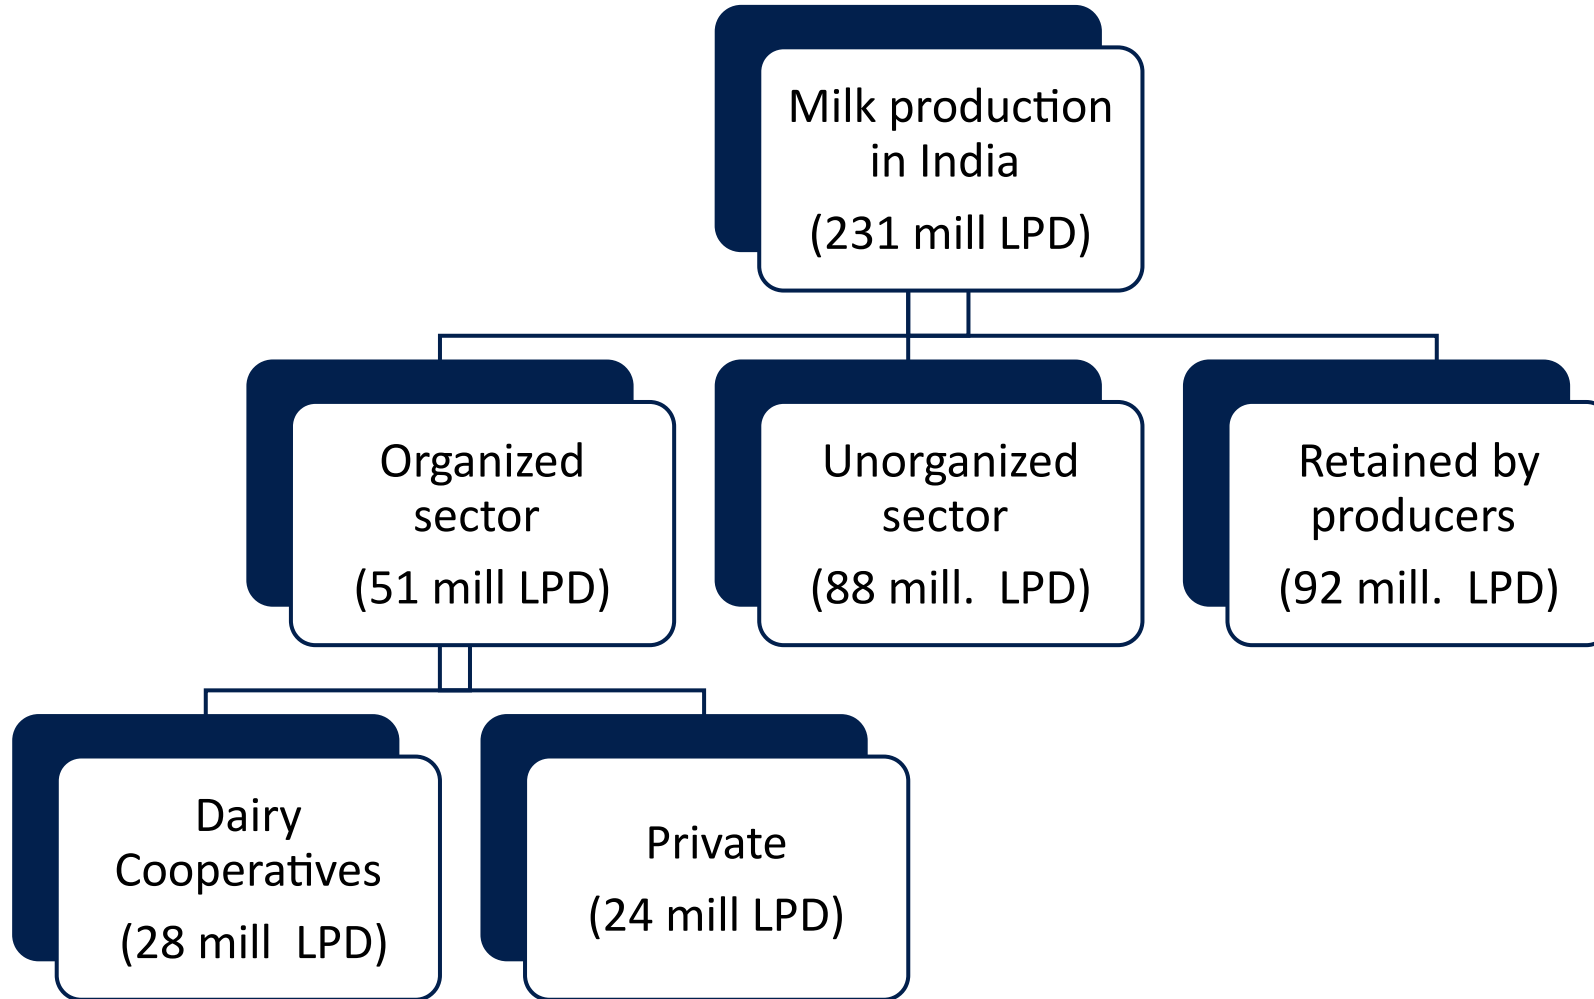 Milk production
in India
(231 mill LPD)
Organized
sector
(51 mill LPD)
Unorganized
sector
(88 mill.  LPD)
Retained by
producers
(92 mill.  LPD)
Dairy
Cooperatives
(28 mill  LPD)
Private
(24 mill LPD)